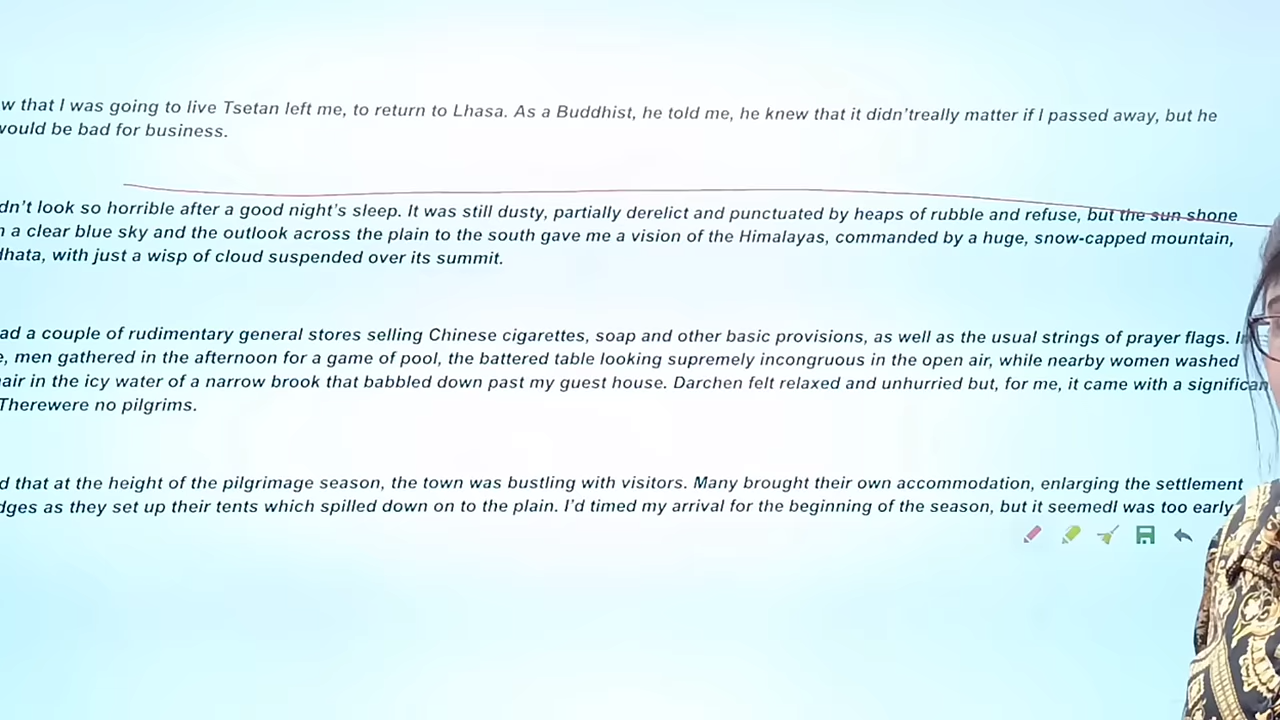 w that I was going to live Tsetan left me, to return to Lhasa. As a Buddhist, he told me, he knew that it didn'treally matter if I passed away, but he
would be bad for business.
dn't look so horrible after a good night's sleep. It was still dusty, partially derelict and punctuated by heaps of rubble and refuse, but the sun shone
a clear blue sky and the outlook across the plain to the south gave me a vision of the Himalayas, commanded by a huge, snow-capped mountain,
dhata, with just a wisp of cloud suspended over its summit.
ad a couple of rudimentary general stores selling Chinese cigarettes, soap and other basic provisions, as well as the usual strings of prayer flags. In
e, men gathered in the afternoon for a game of pool, the battered table looking supremely incongruous in the open air, while nearby women washed
air in the icy water of a narrow brook that babbled down past my guest house. Darchen felt relaxed and unhurried but, for me, it came with a significan
Therewere no pilgrims.
d that at the height of the pilgrimage season, the town was bustling with visitors. Many brought their own accommodation, enlarging the settlement
dges as they set up their tents which spilled down on to the plain. I'd timed my arrival for the beginning of the season, but it seemedI was too early